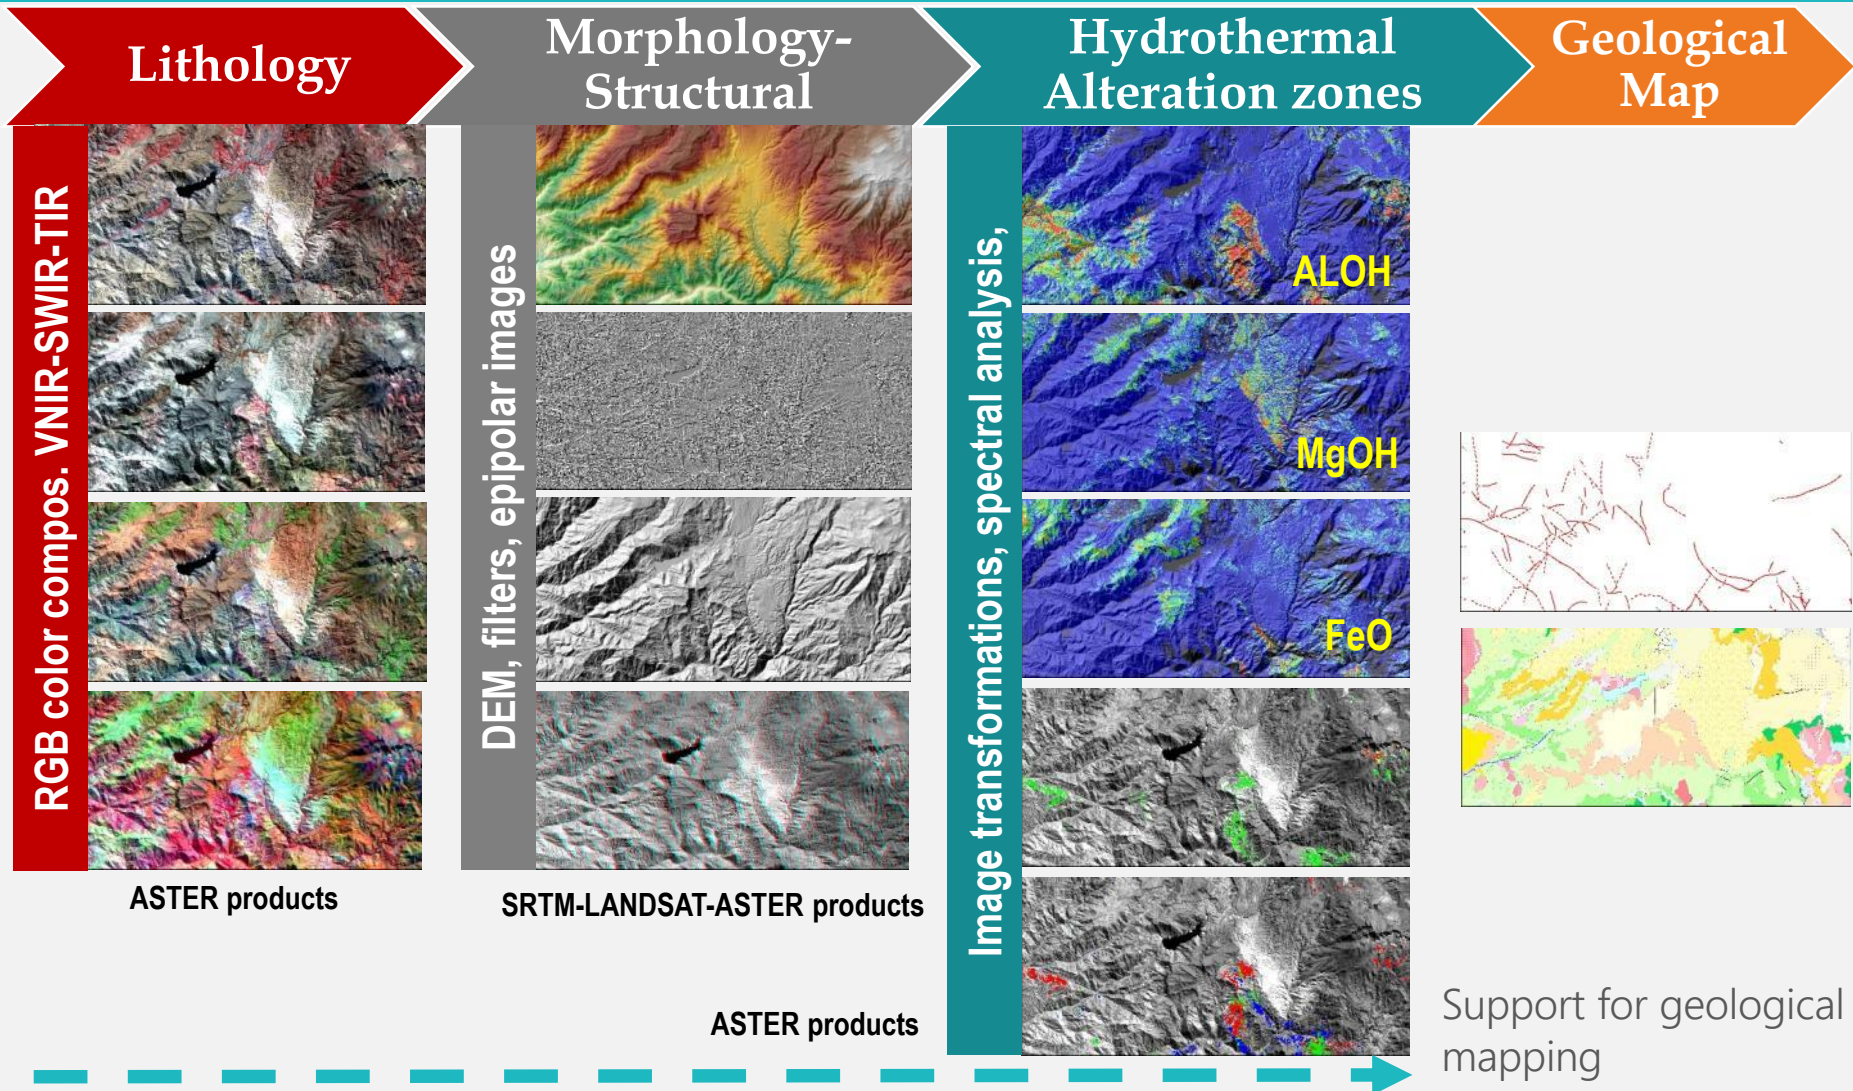 Lithology
Morphology-
Structural
Hydrothermal
Alteration zones
Geological
Map
RGB color compos. VNIR-SWIR-TIR
DEM, filters, epipolar images
Image transformations, spectral analysis,
ALOH
MgOH
FeO
ASTER products
SRTM-LANDSAT-ASTER products
ASTER products
Support for geological
mapping